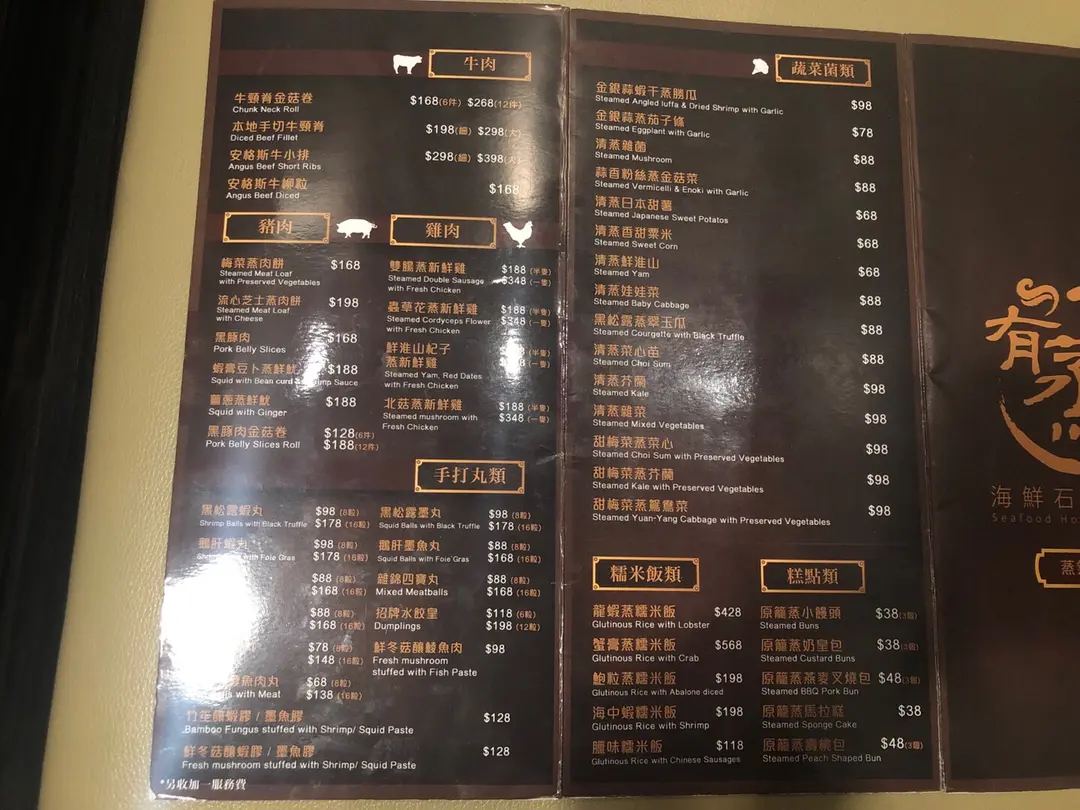 牛肉
牛頸脊金菇卷 $168(6件) $268(12件)
Chunk Neck Roll
本地手切牛頸脊 $198(細) $298(大)
Diced Beef Fillet
安格斯牛小排 $298(細) $398(大)
Angus Beef Short Ribs
安格斯牛柳粒 $168
Angus Beef Diced
豬肉
梅菜蒸肉餅 $168
Steamed Meat Loaf
with Preserved Vegetables
流心芝士蒸肉餅 $198
Steamed Meat Loaf
with Cheese
黑豚肉 $168
Pork Belly Slices
蝦膏豆卜蒸鮮魷 $188
Squid with Bean curd & Shrimp Sauce
薑蔥蒸鮮魷 $188
Squid with Ginger
黑豚肉金菇卷 $128(6件)
Pork Belly Slices Roll $188(12件)
雞肉
雙腸蒸新鮮雞 $188 (半隻)
Steamed Double Sausage $348 (一隻)
with Fresh Chicken
蟲草花蒸新鮮雞 $188 (半隻)
Steamed Cordyceps Flower $348 (一隻)
with Fresh Chicken
鮮淮山杞子 (半隻)
蒸新鮮雞 (一隻)
Steamed Yam, Red Dates
with Fresh Chicken
北菇蒸新鮮雞 $188 (半隻)
Steamed mushroom with $348 (一隻)
Fresh Chicken
手打丸類
黑松露蝦丸 $98 (8粒)
Shrimp Balls with Black Truffle $178 (16粒)
鵝肝蝦丸 $98 (8粒)
with Foie Gras $178 (16粒)
$88 (8粒)
$168 (16粒)
$88 (8粒)
$168 (16粒)
$78 (8粒)
$148 (16粒)
魚肉丸 $68 (8粒)
with Meat $138 (16粒)
黑松露墨丸 $98 (8粒)
Squid Balls with Black Truffle $178 (16粒)
鵝肝墨魚丸 $88 (8粒)
Squid Balls with Foie Gras $168 (16粒)
雜錦四寶丸 $88 (8粒)
Mixed Meatballs $168 (16粒)
招牌水餃皇 $118 (6粒)
Dumplings $198 (12粒)
鮮冬菇釀鯪魚肉 $98
Fresh mushroom
stuffed with Fish Paste
竹笙釀蝦膠 / 墨魚膠 $128
Bamboo Fungus stuffed with Shrimp/ Squid Paste
鮮冬菇釀蝦膠 / 墨魚膠 $128
Fresh mushroom stuffed with Shrimp/ Squid Paste
*另收加一服務費
蔬菜菌類
金銀蒜蝦干蒸勝瓜 $98
Steamed Angled luffa & Dried Shrimp with Garlic
金銀蒜蒸茄子條 $78
Steamed Eggplant with Garlic
清蒸雜菌 $88
Steamed Mushroom
蒜香粉絲蒸金菇菜 $88
Steamed Vermicelli & Enoki with Garlic
清蒸日本甜薯 $68
Steamed Japanese Sweet Potatos
清蒸香甜粟米 $68
Steamed Sweet Corn
清蒸鮮淮山 $68
Steamed Yam
清蒸娃娃菜 $88
Steamed Baby Cabbage
黑松露蒸翠玉瓜 $88
Steamed Courgette with Black Truffle
清蒸菜心苗 $88
Steamed Choi Sum
清蒸芥蘭 $98
Steamed Kale
清蒸雜菜 $98
Steamed Mixed Vegetables
甜梅菜蒸菜心 $98
Steamed Choi Sum with Preserved Vegetables
甜梅菜蒸芥蘭 $98
Steamed Kale with Preserved Vegetables
甜梅菜蒸鴛鴦菜 $98
Steamed Yuan-Yang Cabbage with Preserved Vegetables
糯米飯類
龍蝦蒸糯米飯 $428
Glutinous Rice with Lobster
蟹膏蒸糯米飯 $568
Glutinous Rice with Crab
鮑粒蒸糯米飯 $198
Glutinous Rice with Abalone diced
海中蝦糯米飯 $198
Glutinous Rice with Shrimp
臘味糯米飯 $118
Glutinous Rice with Chinese Sausages
糕點類
原籠蒸小饅頭 $38(3個)
Steamed Buns
原籠蒸奶皇包 $38(3個)
Steamed Custard Buns
原籠蒸燕麥叉燒包 $48(3個)
Steamed BBQ Pork Bun
原籠蒸馬拉糕 $38
Steamed Sponge Cake
原籠蒸壽桃包 $48(3個)
Steamed Peach Shaped Bun
有
海鮮石
Seafood
蒸